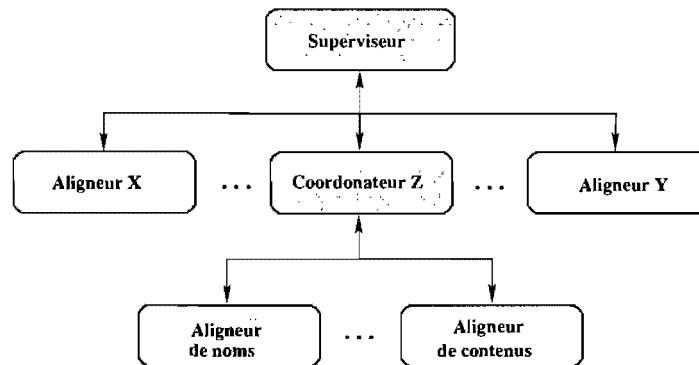 Superviseur
Aligneur X
...
Coordonateur Z
...
Aligneur Y
Aligneur
de noms
...
Aligneur
de contenus